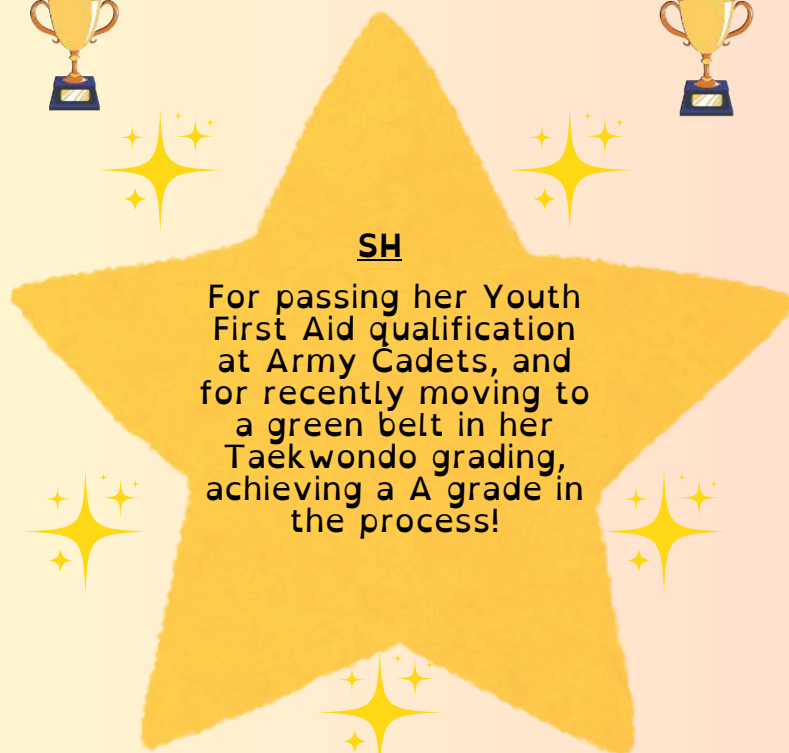 SH
For passing her Youth
First Aid qualification
at Army Cadets, and
for recently moving to
a green belt in her
Taekwondo grading,
achieving a A grade in
the process!